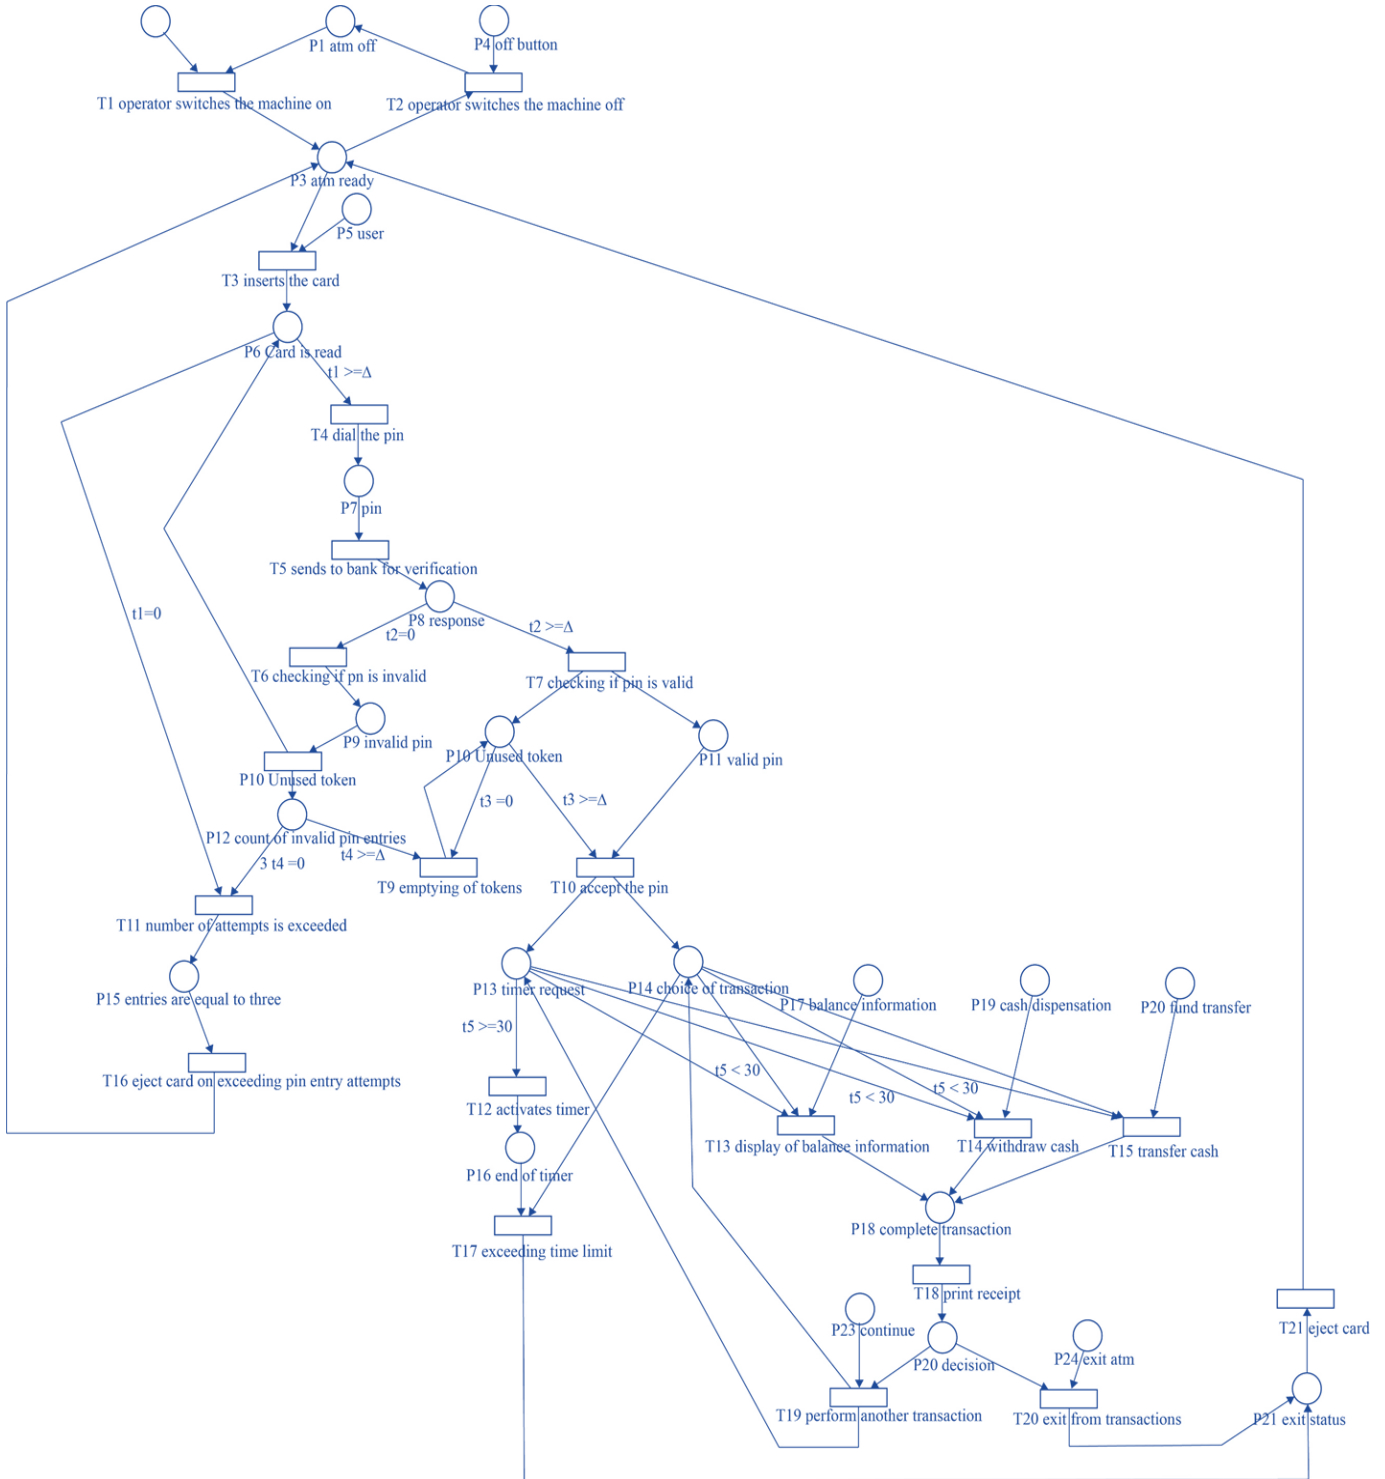 P1 atm off
P4 off button
T1 operator switches the machine on
T2 operator switches the machine off
P3 atm ready
P5 user
T3 inserts the card
P6 Card is read
t1 >=Δ
T4 dial the pin
P7 pin
T5 sends to bank for verification
P8 response
t1=0
t2=0
t2 >=Δ
T6 checking if pn is invalid
T7 checking if pin is valid
P9 invalid pin
P10 Unused token
P11 valid pin
P10 Unused token
t3 =0
t3 >=Δ
P12 count of invalid pin entries
3 t4 =0
t4 >=Δ
T9 emptying of tokens
T10 accept the pin
T11 number of attempts is exceeded
P15 entries are equal to three
P13 timer request
P14 choice of transaction
P17 balance information
P19 cash dispensation
P20 fund transfer
t5 >=30
t5 < 30
t5 < 30
t5 < 30
T16 eject card on exceeding pin entry attempts
T12 activates timer
T13 display of balance information
T14 withdraw cash
T15 transfer cash
P16 end of timer
P18 complete transaction
T17 exceeding time limit
T18 print receipt
P23 continue
P20 decision
P24 exit atm
T21 eject card
T19 perform another transaction
T20 exit from transactions
P21 exit status